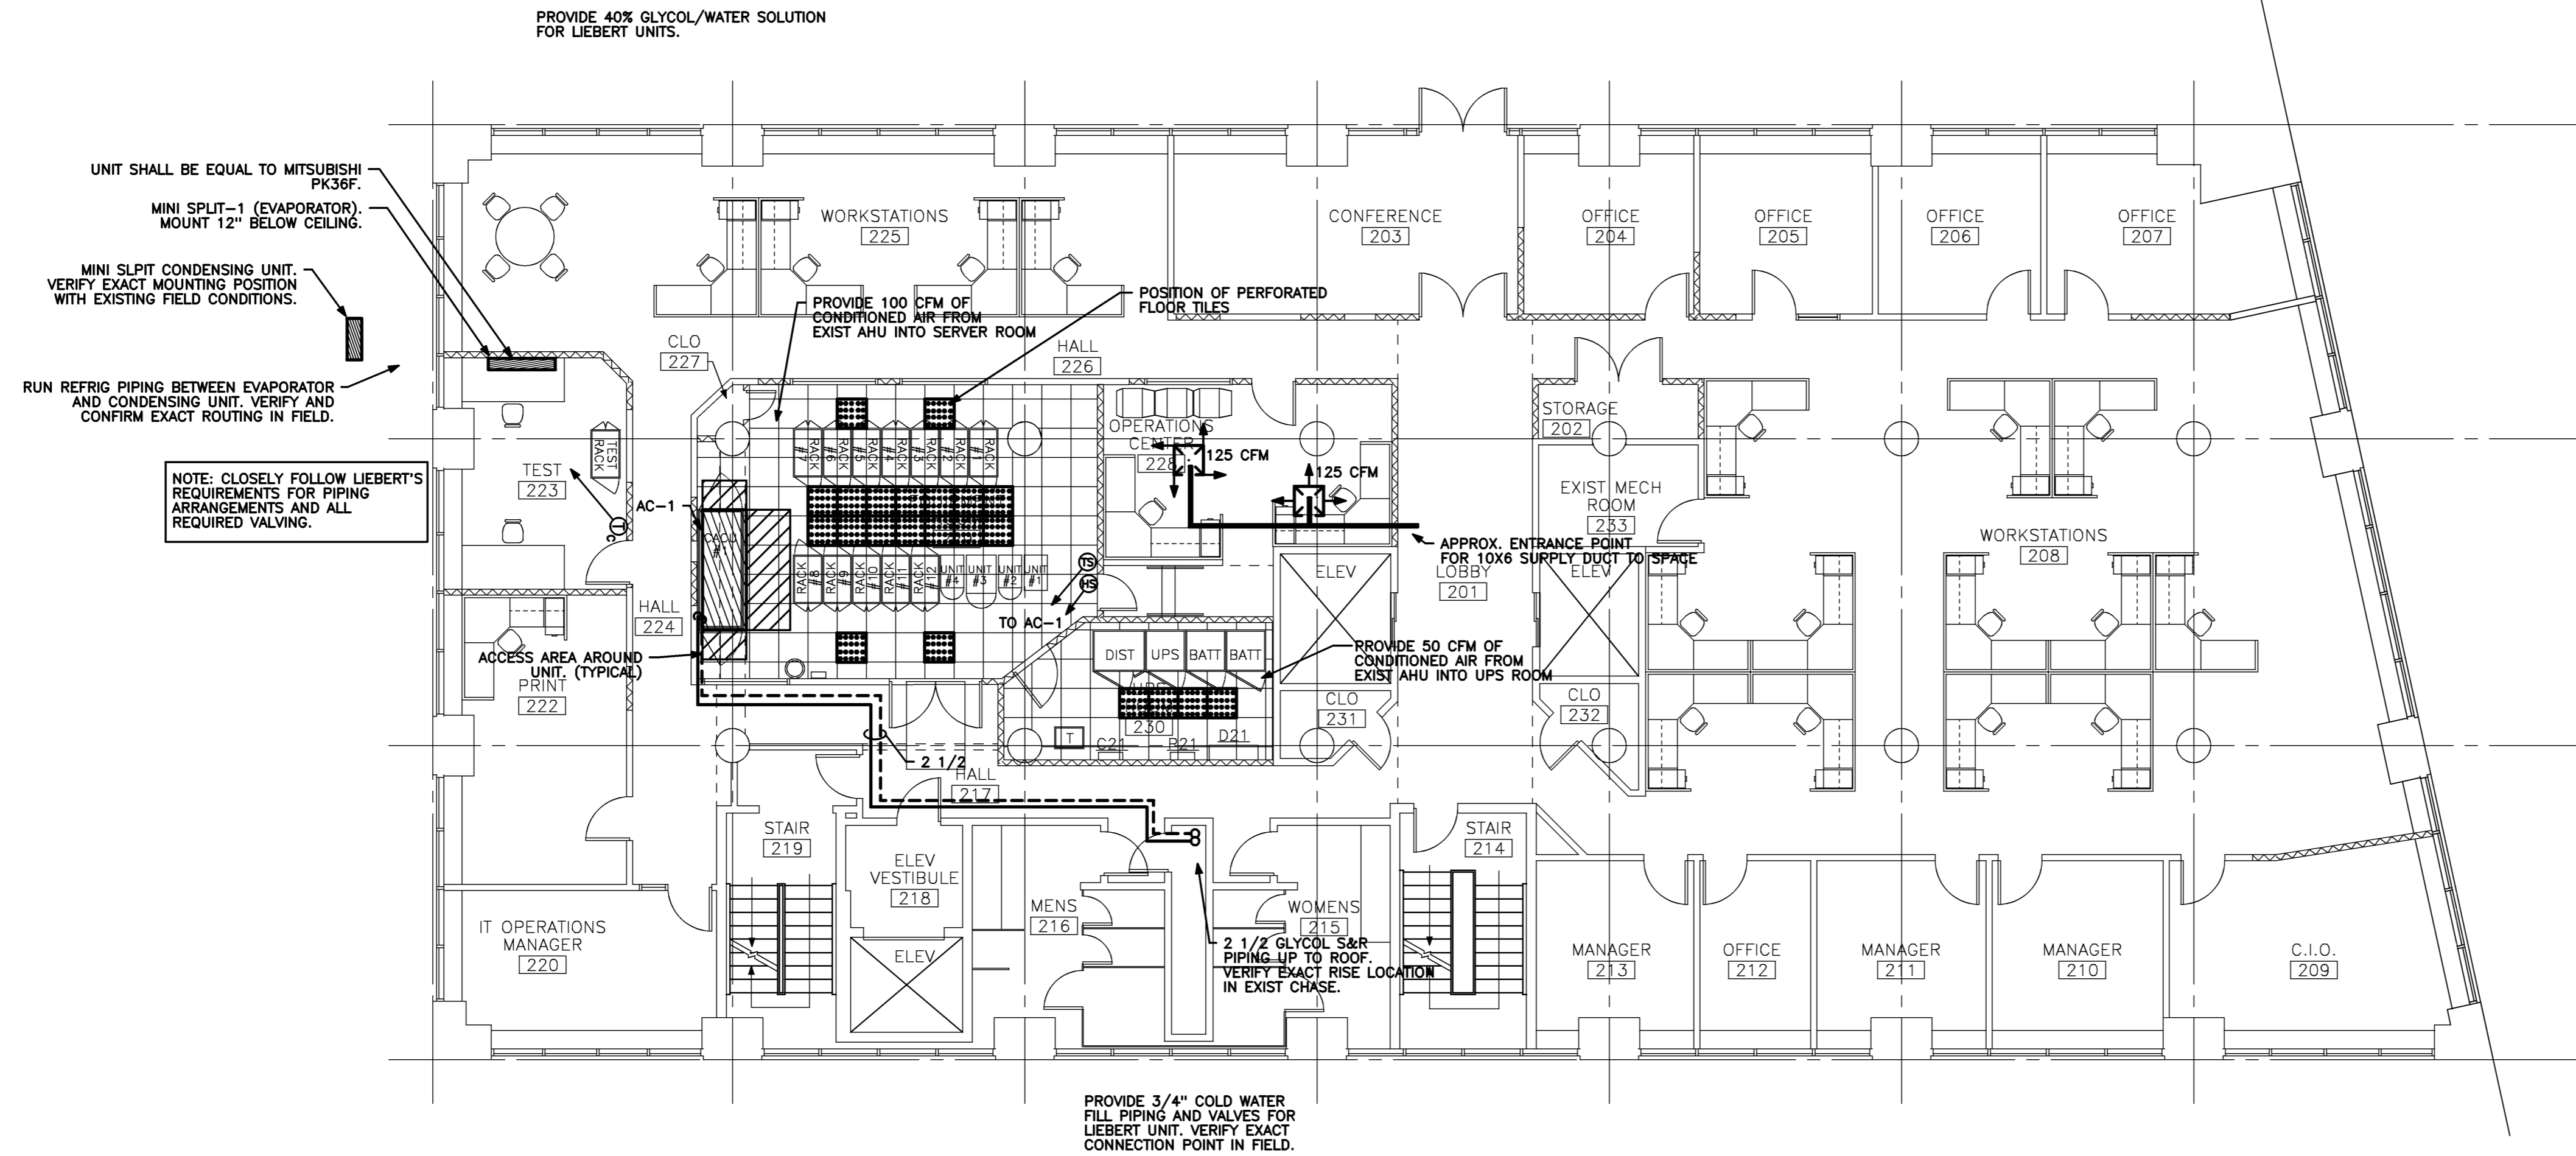 PROVIDE 40% GLYCOL/WATER SOLUTION
FOR LIEBERT UNITS.
UNIT SHALL BE EQUAL TO MITSUBISHI
PK36F.
MINI SPLIT-1 (EVAPORATOR).
MOUNT 12" BELOW CEILING.
MINI SLPIT CONDENSING UNIT.
VERIFY EXACT MOUNTING POSITION
WITH EXISTING FIELD CONDITIONS.
RUN REFRIG PIPING BETWEEN EVAPORATOR
AND CONDENSING UNIT. VERIFY AND
CONFIRM EXACT ROUTING IN FIELD.
NOTE: CLOSELY FOLLOW LIEBERT'S
REQUIREMENTS FOR PIPING
ARRANGEMENTS AND ALL
REQUIRED VALVING.
WORKSTATIONS
225
CONFERENCE
203
OFFICE
204
OFFICE
205
OFFICE
206
OFFICE
207
PROVIDE 100 CFM OF
CONDITIONED AIR FROM
EXIST AHU INTO SERVER ROOM
POSITION OF PERFORATED
FLOOR TILES
CLO
227
HALL
226
OPERATIONS
CENTER
228
125 CFM
125 CFM
STORAGE
202
EXIST MECH
ROOM
233
WORKSTATIONS
208
TEST
223
TEST
RACK
T
C
AC-1
CACU
#1
RACK
#7
RACK
#6
RACK
#5
RACK
#4
RACK
#3
RACK
#2
RACK
#1
RACK
#8
RACK
#9
RACK
#10
RACK
#11
RACK
#12
UNIT
#4
UNIT
#3
UNIT
#2
UNIT
#1
TS
HS
TO AC-1
APPROX. ENTRANCE POINT
FOR 10X6 SUPPLY DUCT TO SPACE
ELEV
LOBBY
201
ELEV
HALL
224
ACCESS AREA AROUND
UNIT. (TYPICAL)
PRINT
222
DIST
UPS
BATT
BATT
PROVIDE 50 CFM OF
CONDITIONED AIR FROM
EXIST AHU INTO UPS ROOM
230
T
C21
P21
D21
CLO
231
CLO
232
2 1/2
HALL
217
STAIR
219
ELEV
VESTIBULE
218
ELEV
MENS
216
WOMENS
215
STAIR
214
2 1/2 GLYCOL S&R
PIPING UP TO ROOF.
VERIFY EXACT RISE LOCATION
IN EXIST CHASE.
IT OPERATIONS
MANAGER
220
MANAGER
213
OFFICE
212
MANAGER
211
MANAGER
210
C.I.O.
209
PROVIDE 3/4" COLD WATER
FILL PIPING AND VALVES FOR
LIEBERT UNIT. VERIFY EXACT
CONNECTION POINT IN FIELD.